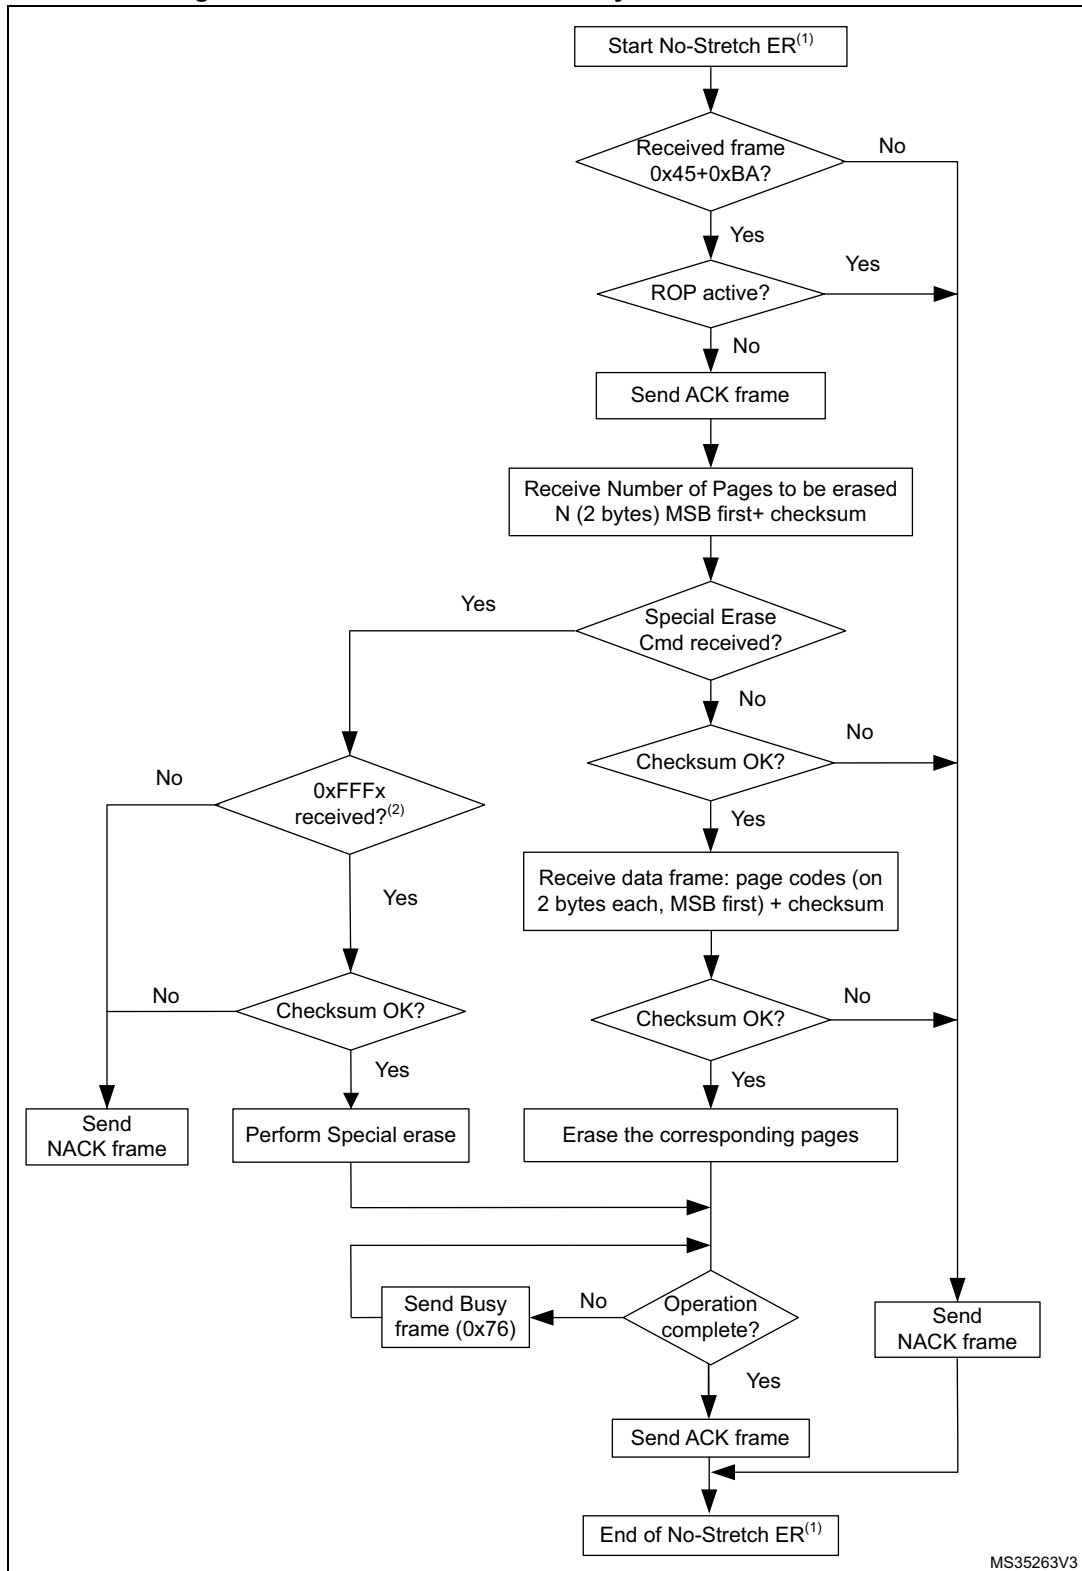 Start No-Stretch ER(1)
Received frame
0x45+0xBA?
No
Yes
ROP active?
Yes
No
Send ACK frame
Receive Number of Pages to be erased
N (2 bytes) MSB first+ checksum
Special Erase
Cmd received?
Yes
No
Checksum OK?
No
0xFFFx
received?(2)
No
Yes
Yes
Receive data frame: page codes (on
2 bytes each, MSB first) + checksum
Checksum OK?
No
Checksum OK?
No
Yes
Yes
Send
NACK frame
Perform Special erase
Erase the corresponding pages
Send Busy
frame (0x76)
No
Operation
complete?
Send
NACK frame
Yes
Send ACK frame
End of No-Stretch ER(1)
MS35263V3